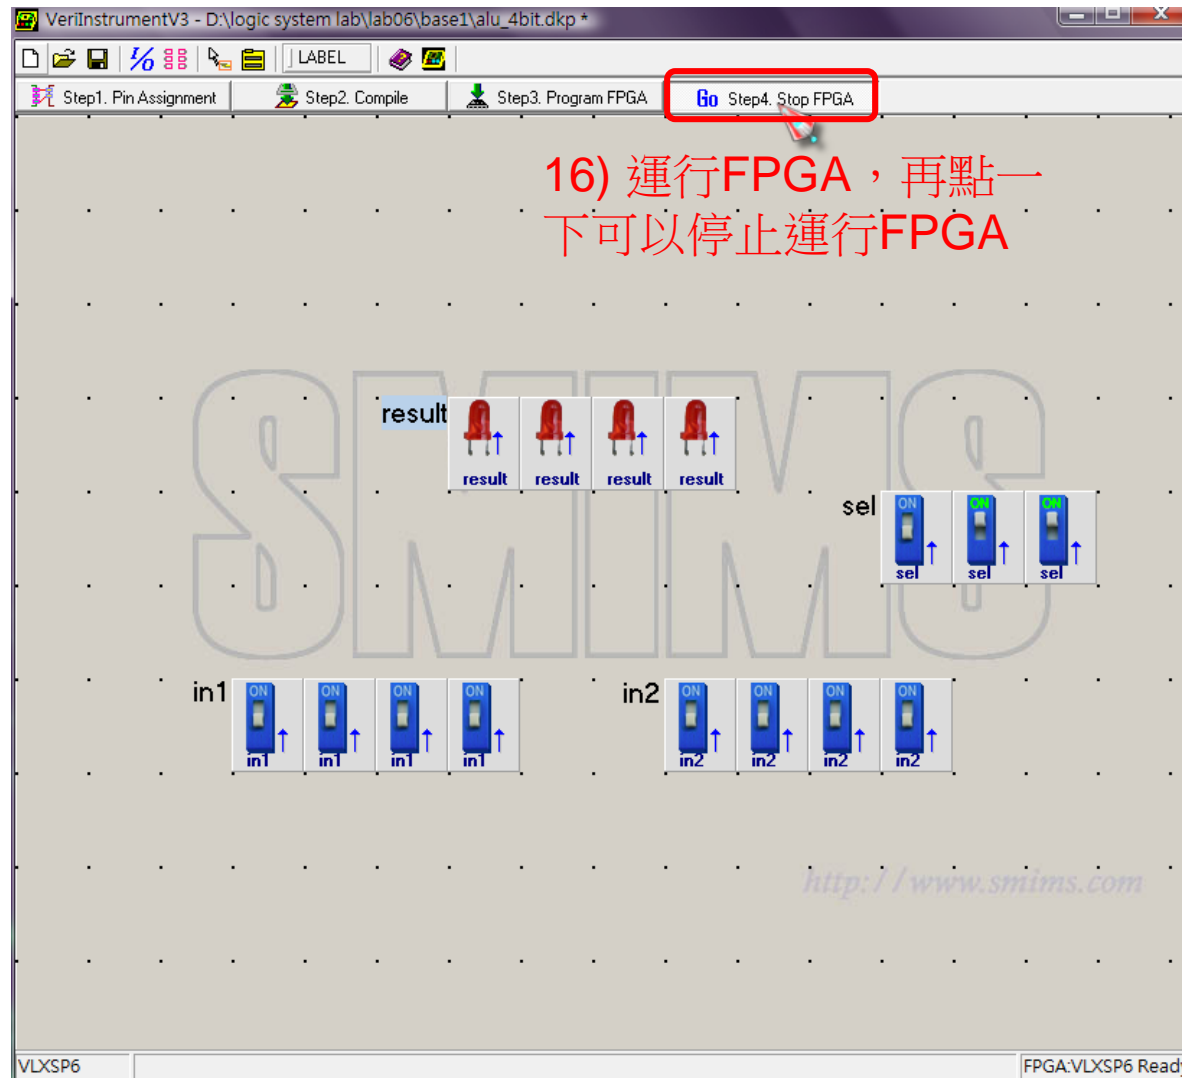 VeriInstrumentV3 - D:\logic system lab\lab06\base1\alu_4bit.dkp *
I/O LABEL
Step1. Pin Assignment Step2. Compile Step3. Program FPGA Go Step4. Stop FPGA
16) 運行FPGA，再點一
下可以停止運行FPGA
SMIMS
result
result result result result
sel ON ON ON
sel sel sel
in1 ON ON ON ON in2 ON ON ON ON
in1 in1 in1 in1 in2 in2 in2 in2
http://www.smims.com
VLXSP6 FPGA:VLXSP6 Ready